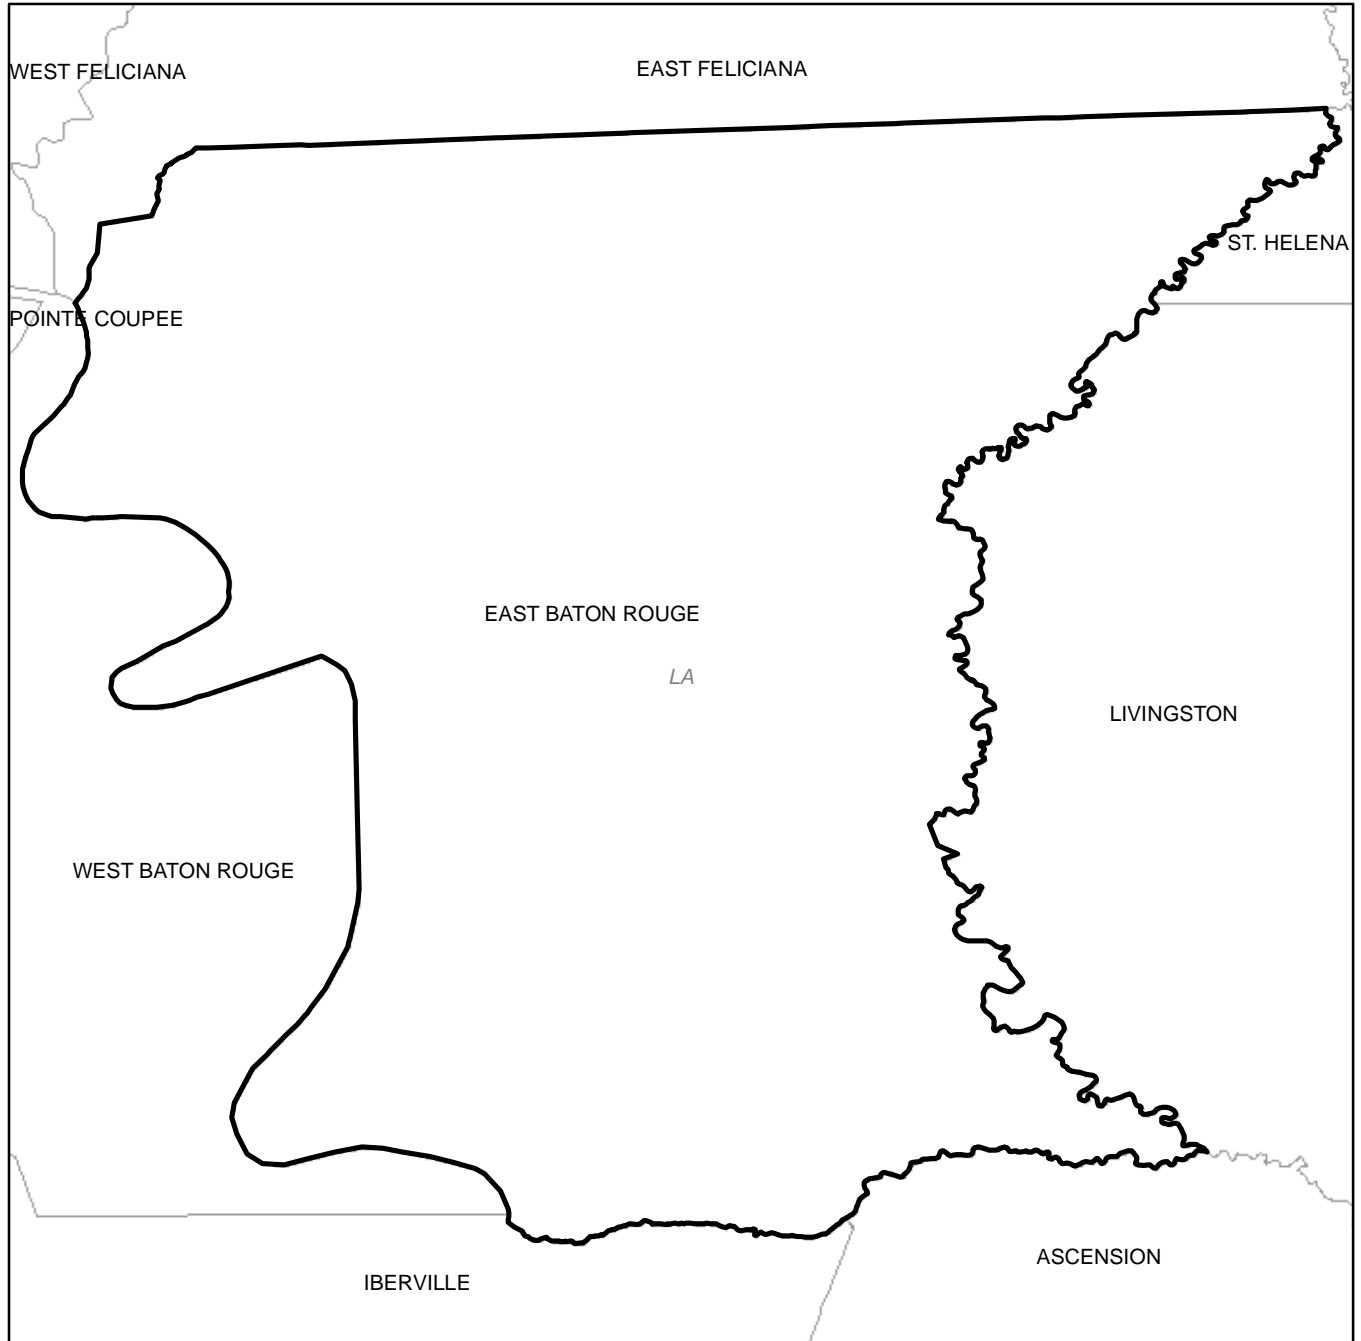 EAST FELICIANA
WEST FELICIANA
ST. HELENA
POINTE COUPEE
EAST BATON ROUGE
LA
LIVINGSTON
WEST BATON ROUGE
ASCENSION
IBERVILLE